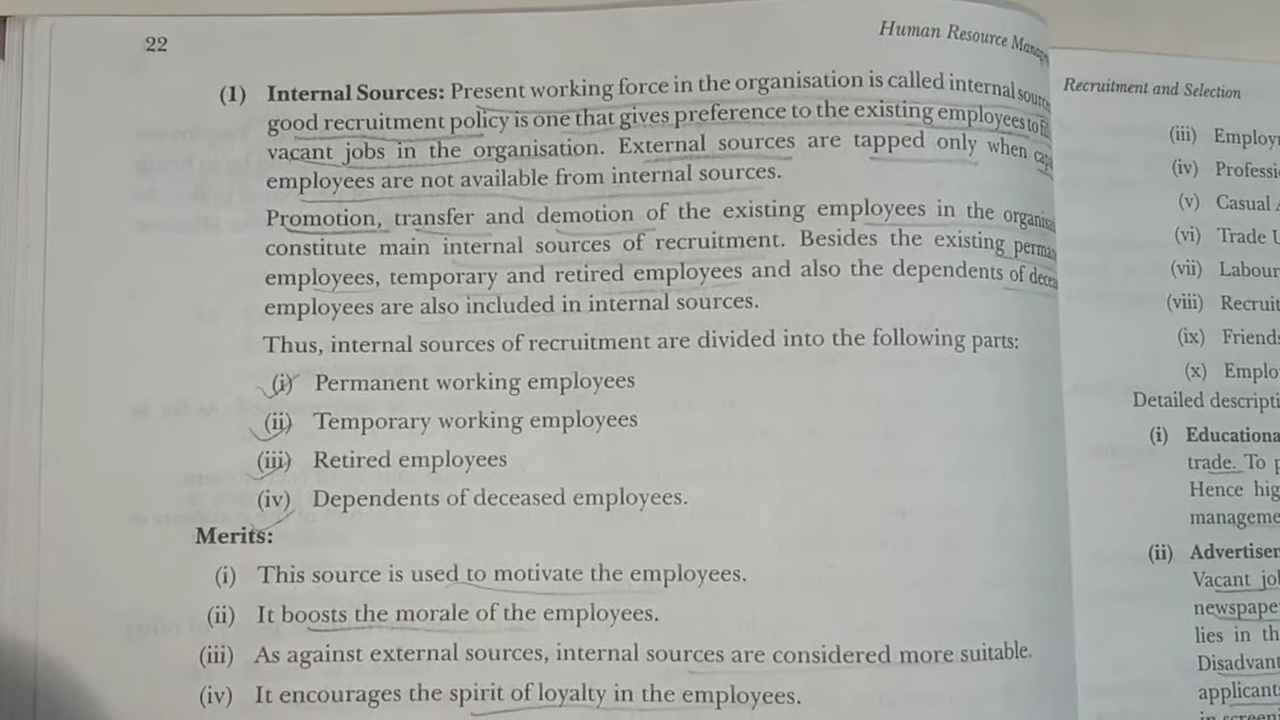 22
Human Resource
(1) Internal Sources: Present working force in the organisation is called internal
good recruitment policy is one that gives preference to the existing employees to
vacant jobs in the organisation. External sources are tapped only when
employees are not available from internal sources.
Promotion, transfer and demotion of the existing employees in the
constitute main internal sources of recruitment. Besides the existing
employees, temporary and retired employees and also the dependents of
employees are also included in internal sources.
Thus, internal sources of recruitment are divided into the following parts:
(i) Permanent working employees
(ii) Temporary working employees
(iii) Retired employees
(iv) Dependents of deceased employees.
Merits:
(i) This source is used to motivate the employees.
(ii) It boosts the morale of the employees.
(iii) As against external sources, internal sources are considered more suitable.
(iv) It encourages the spirit of loyalty in the employees.
Recruitment and Selection
(iii)
(iv)
(v) Casual
(vi) Trade
(vii)
(viii)
(ix)
(x)
Detailed
(i)
trade. To
Hence
(ii)
Vacant
lies in